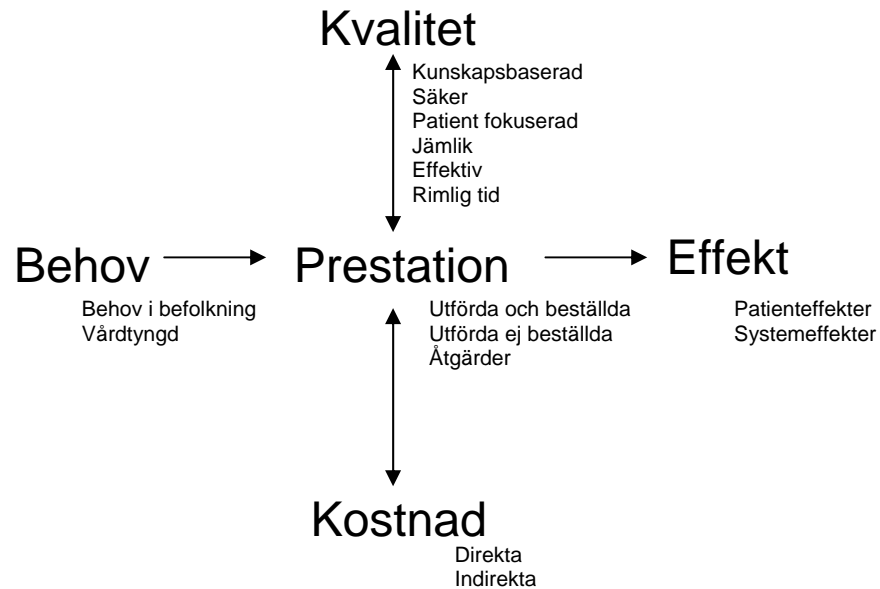 Kvalitet
Kunskapsbaserad
Säker
Patient fokuserad
Jämlik
Effektiv
Rimlig tid
Behov
Behov i befolkning
Vårdtyngd
Prestation
Utförda och beställda
Utförda ej beställda
Åtgärder
Effekt
Patienteffekter
Systemeffekter
Kostnad
Direkta
Indirekta